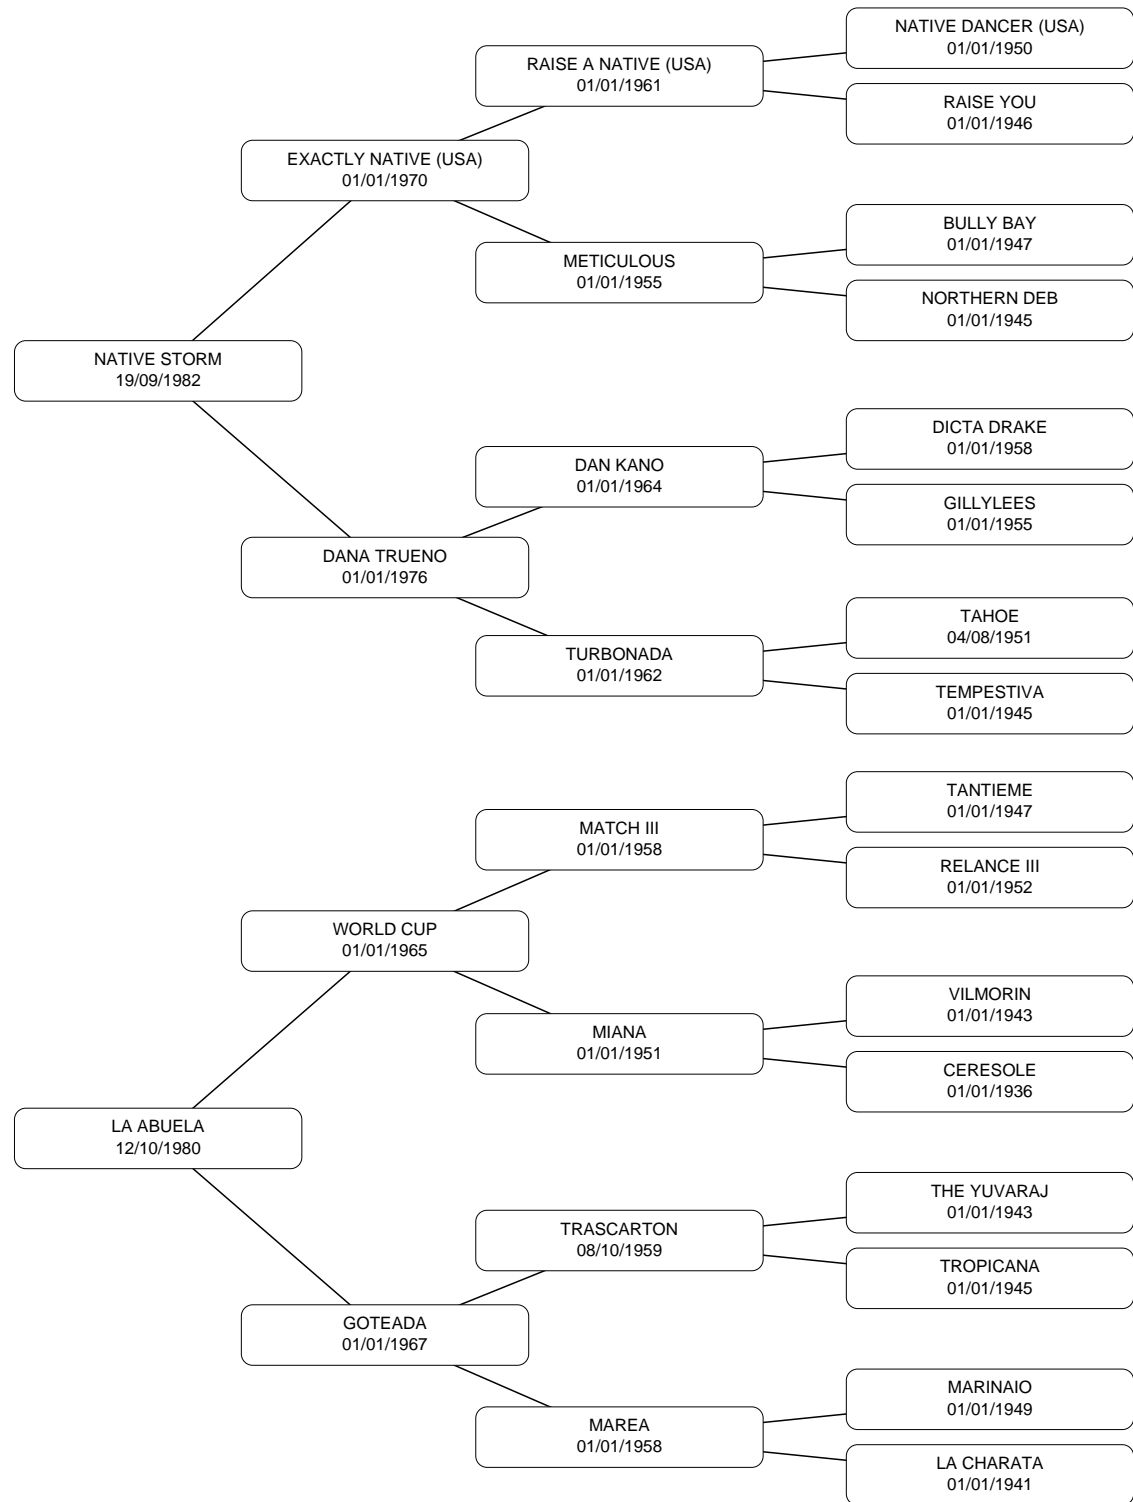 NATIVE DANCER (USA)
01/01/1950
RAISE A NATIVE (USA)
01/01/1961
RAISE YOU
01/01/1946
EXACTLY NATIVE (USA)
01/01/1970
BULLY BAY
01/01/1947
METICULOUS
01/01/1955
NORTHERN DEB
01/01/1945
NATIVE STORM
19/09/1982
DICTA DRAKE
01/01/1958
DAN KANO
01/01/1964
GILLYLEES
01/01/1955
DANA TRUENO
01/01/1976
TAHOE
04/08/1951
TURBONADA
01/01/1962
TEMPESTIVA
01/01/1945
TANTIEME
01/01/1947
MATCH III
01/01/1958
RELANCE III
01/01/1952
WORLD CUP
01/01/1965
VILMORIN
01/01/1943
MIANA
01/01/1951
CERESOLE
01/01/1936
LA ABUELA
12/10/1980
THE YUVARAJ
01/01/1943
TRASCARTON
08/10/1959
TROPICANA
01/01/1945
GOTEADA
01/01/1967
MARINAIO
01/01/1949
MAREA
01/01/1958
LA CHARATA
01/01/1941